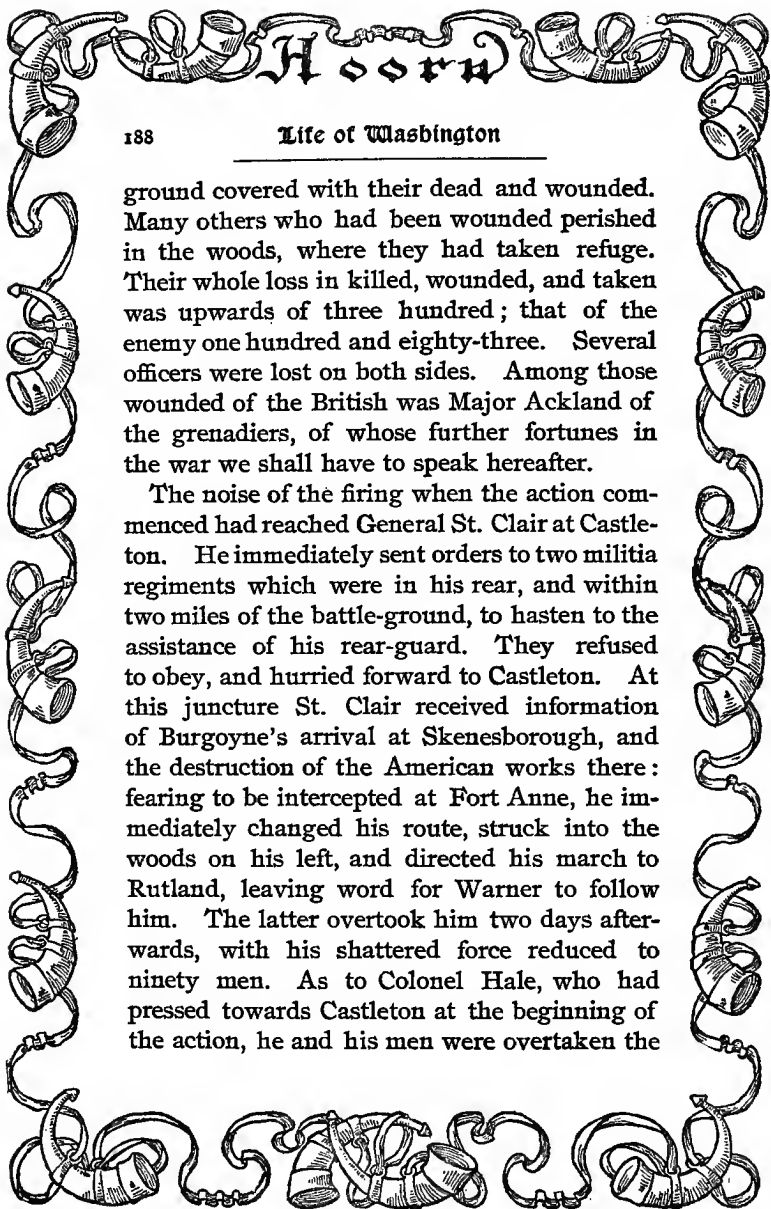 Hoorn
188 Life of Washington
ground covered with their dead and wounded.
Many others who had been wounded perished
in the woods, where they had taken refuge.
Their whole loss in killed, wounded, and taken
was upwards of three hundred; that of the
enemy one hundred and eighty-three. Several
officers were lost on both sides. Among those
wounded of the British was Major Ackland of
the grenadiers, of whose further fortunes in
the war we shall have to speak hereafter.
The noise of the firing when the action com-
menced had reached General St. Clair at Castle-
ton. He immediately sent orders to two militia
regiments which were in his rear, and within
two miles of the battle-ground, to hasten to the
assistance of his rear-guard. They refused
to obey, and hurried forward to Castleton. At
this juncture St. Clair received information
of Burgoyne's arrival at Skenesborough, and
the destruction of the American works there:
fearing to be intercepted at Fort Anne, he im-
mediately changed his route, struck into the
woods on his left, and directed his march to
Rutland, leaving word for Warner to follow
him. The latter overtook him two days after-
wards, with his shattered force reduced to
ninety men. As to Colonel Hale, who had
pressed towards Castleton at the beginning of
the action, he and his men were overtaken the